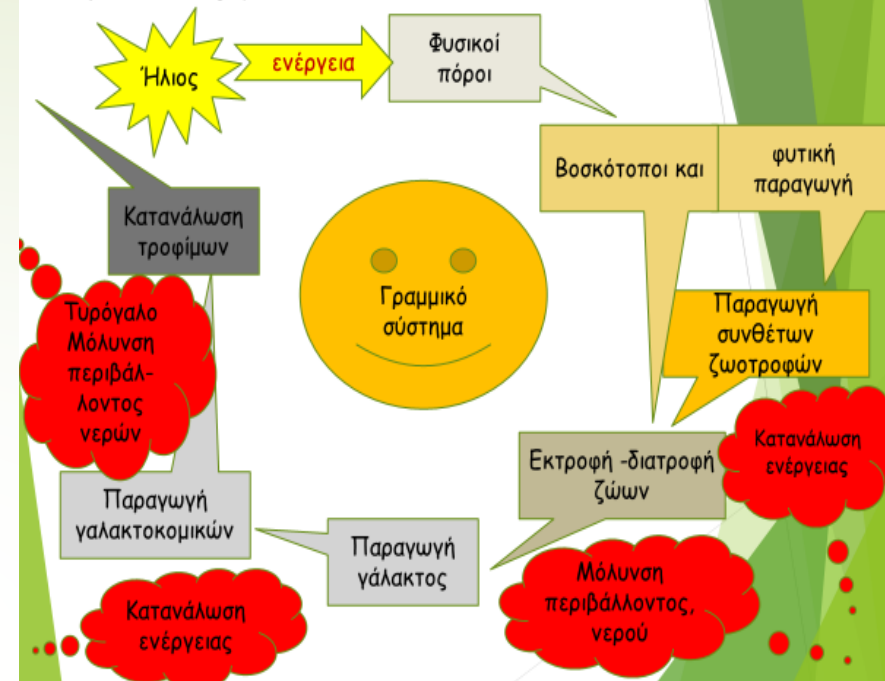 Ήλιος
ενέργεια
Φυσικοί
πόροι
Βοσκότοποι και
φυτική
παραγωγή
Παραγωγή
συνθέτων
ζωοτροφών
Κατανάλωση
ενέργειας
Εκτροφή -διατροφή
ζώων
Μόλυνση
περιβάλλοντος,
νερού
Παραγωγή
γάλακτος
Κατανάλωση
ενέργειας
Παραγωγή
γαλακτοκομικών
Τυρόγαλο
Μόλυνση
περιβάλ-
λοντος
νερών
Κατανάλωση
τροφίμων
Γραμμικό
σύστημα